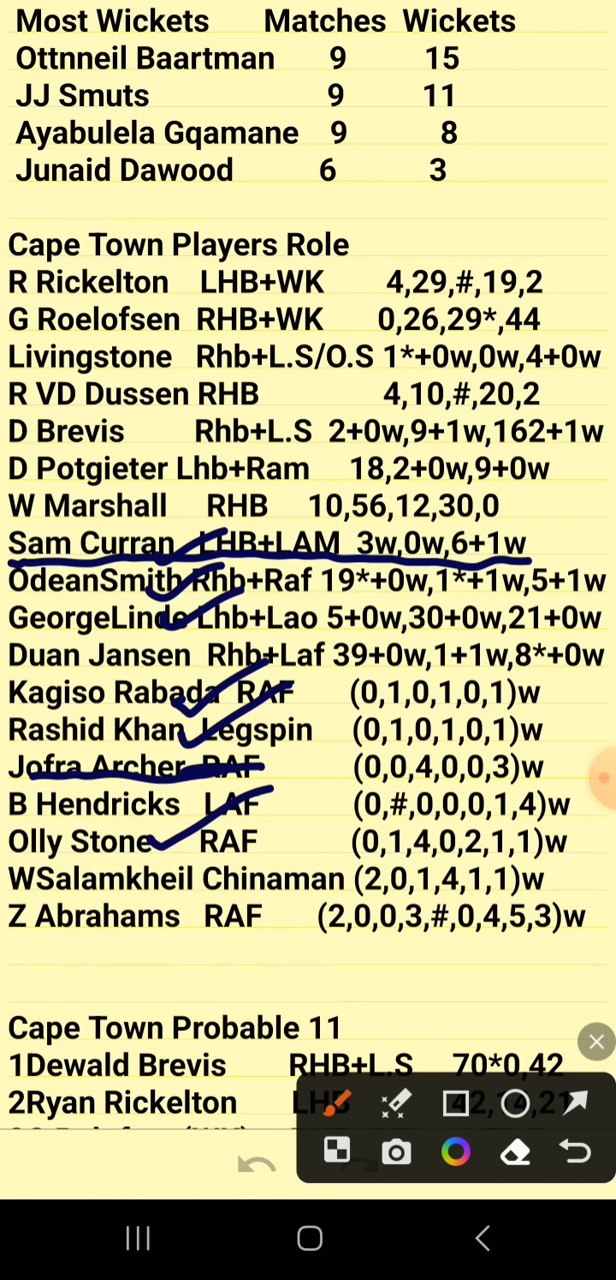 Most Wickets Matches Wickets
Ottnneil Baartman 9 15
JJ Smuts 9 11
Ayabulela Gqamane 9 8
Junaid Dawood 6 3
Cape Town Players Role
R Rickelton LHB+WK 4,29,#,19,2
G Roelofsen RHB+WK 0,26,29*,44
Livingstone Rhb+L.S/O.S 1*+0w,0w,4+0w
R VD Dussen RHB 4,10,#,20,2
D Brevis Rhb+L.S 2+0w,9+1w,162+1w
D Potgieter Lhb+Ram 18,2+0w,9+0w
W Marshall RHB 10,56,12,30,0
Sam Curran LHB+LAM 3w,0w,6+1w
OdeanSmith Rhb+Raf 19*+0w,1*+1w,5+1w
GeorgeLinde Lhb+Lao 5+0w,30+0w,21+0w
Duan Jansen Rhb+Laf 39+0w,1+1w,8*+0w
Kagiso Rabada RAF (0,1,0,1,0,1)w
Rashid Khan Legspin (0,1,0,1,0,1)w
Jofra Archer RAF (0,0,4,0,0,3)w
B Hendricks LAF (0,#,0,0,0,1,4)w
Olly Stone RAF (0,1,4,0,2,1,1)w
WSalamkheil Chinaman (2,0,1,4,1,1)w
Z Abrahams RAF (2,0,0,3,#,0,4,5,3)w
Cape Town Probable 11
1Dewald Brevis RHB+L.S 70*0,42
2Ryan Rickelton LHB